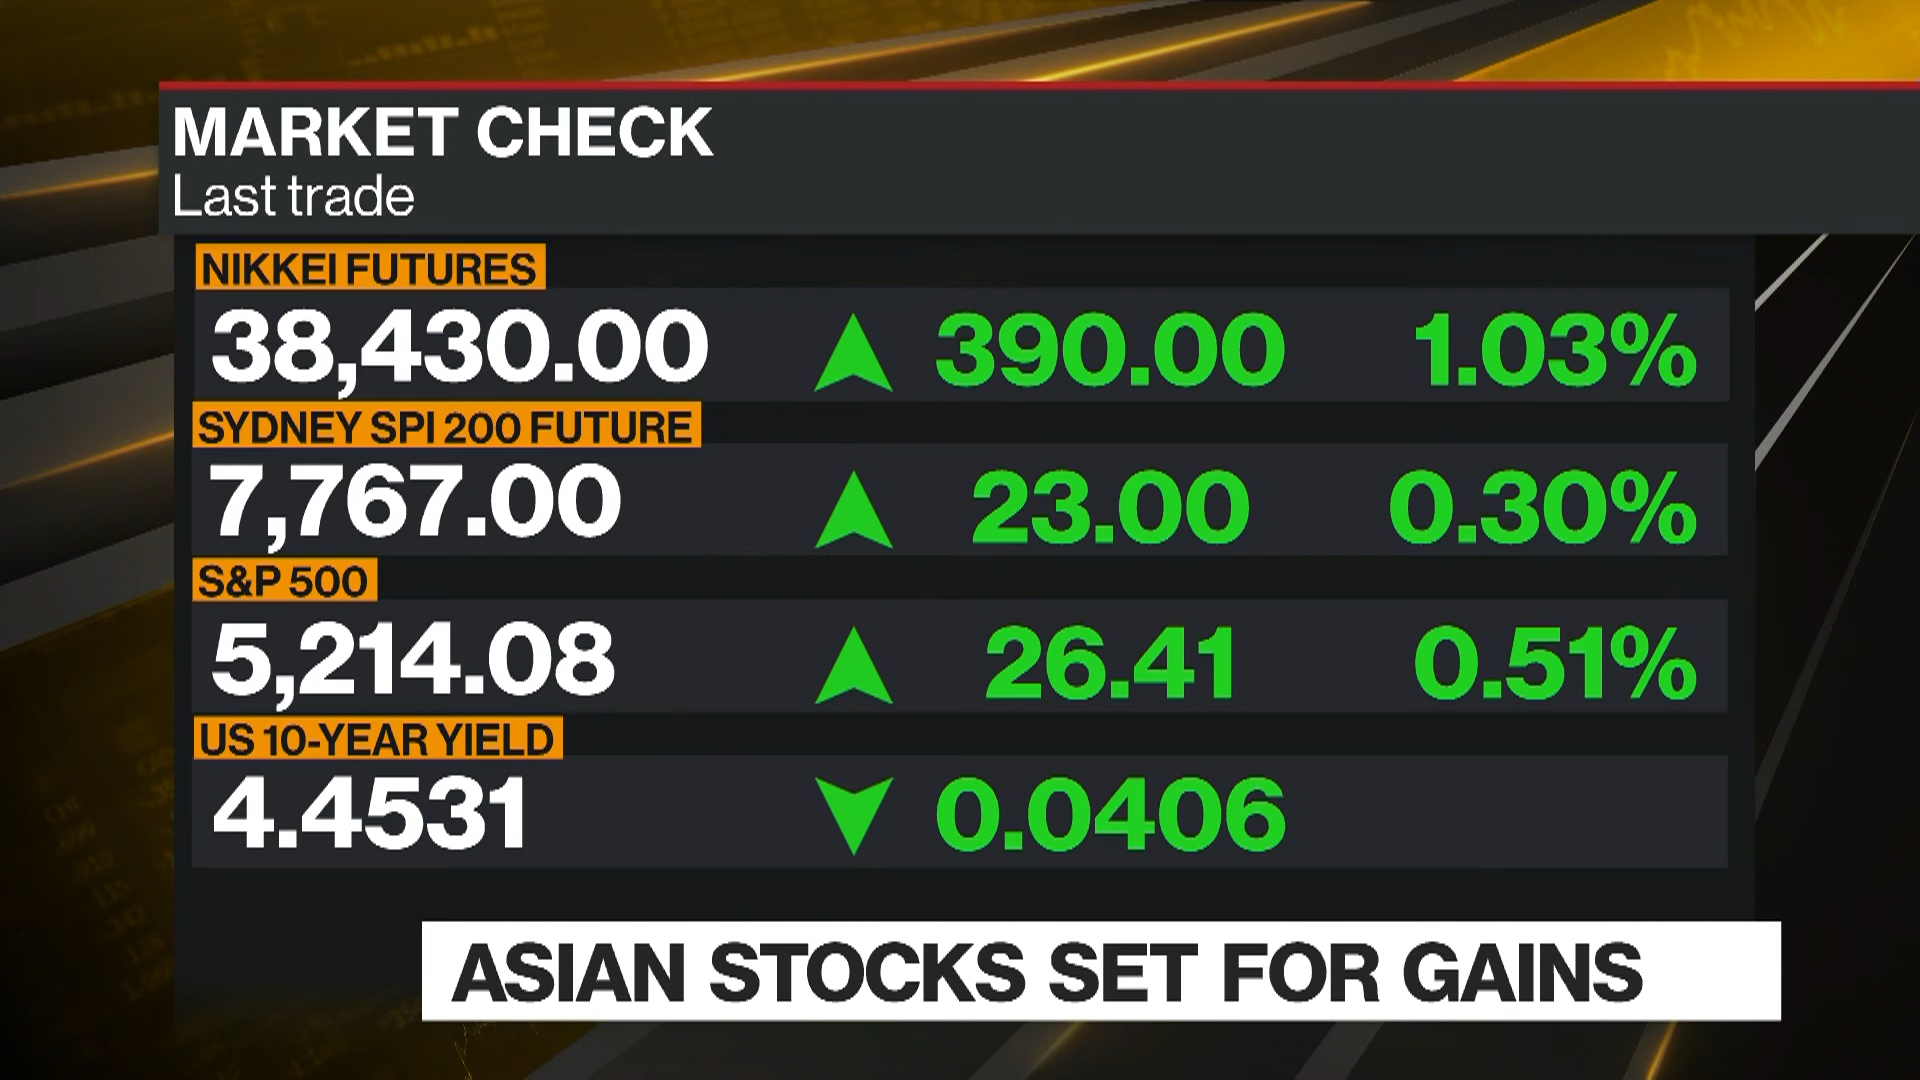 MARKET CHECK
Last trade
NIKKEI FUTURES
38,430.00 ▲ 390.00 1.03%
SYDNEY SPI 200 FUTURE
7,767.00 ▲ 23.00 0.30%
S&P 500
5,214.08 ▲ 26.41 0.51%
US 10-YEAR YIELD
4.4531 ▼ 0.0406
ASIAN STOCKS SET FOR GAINS